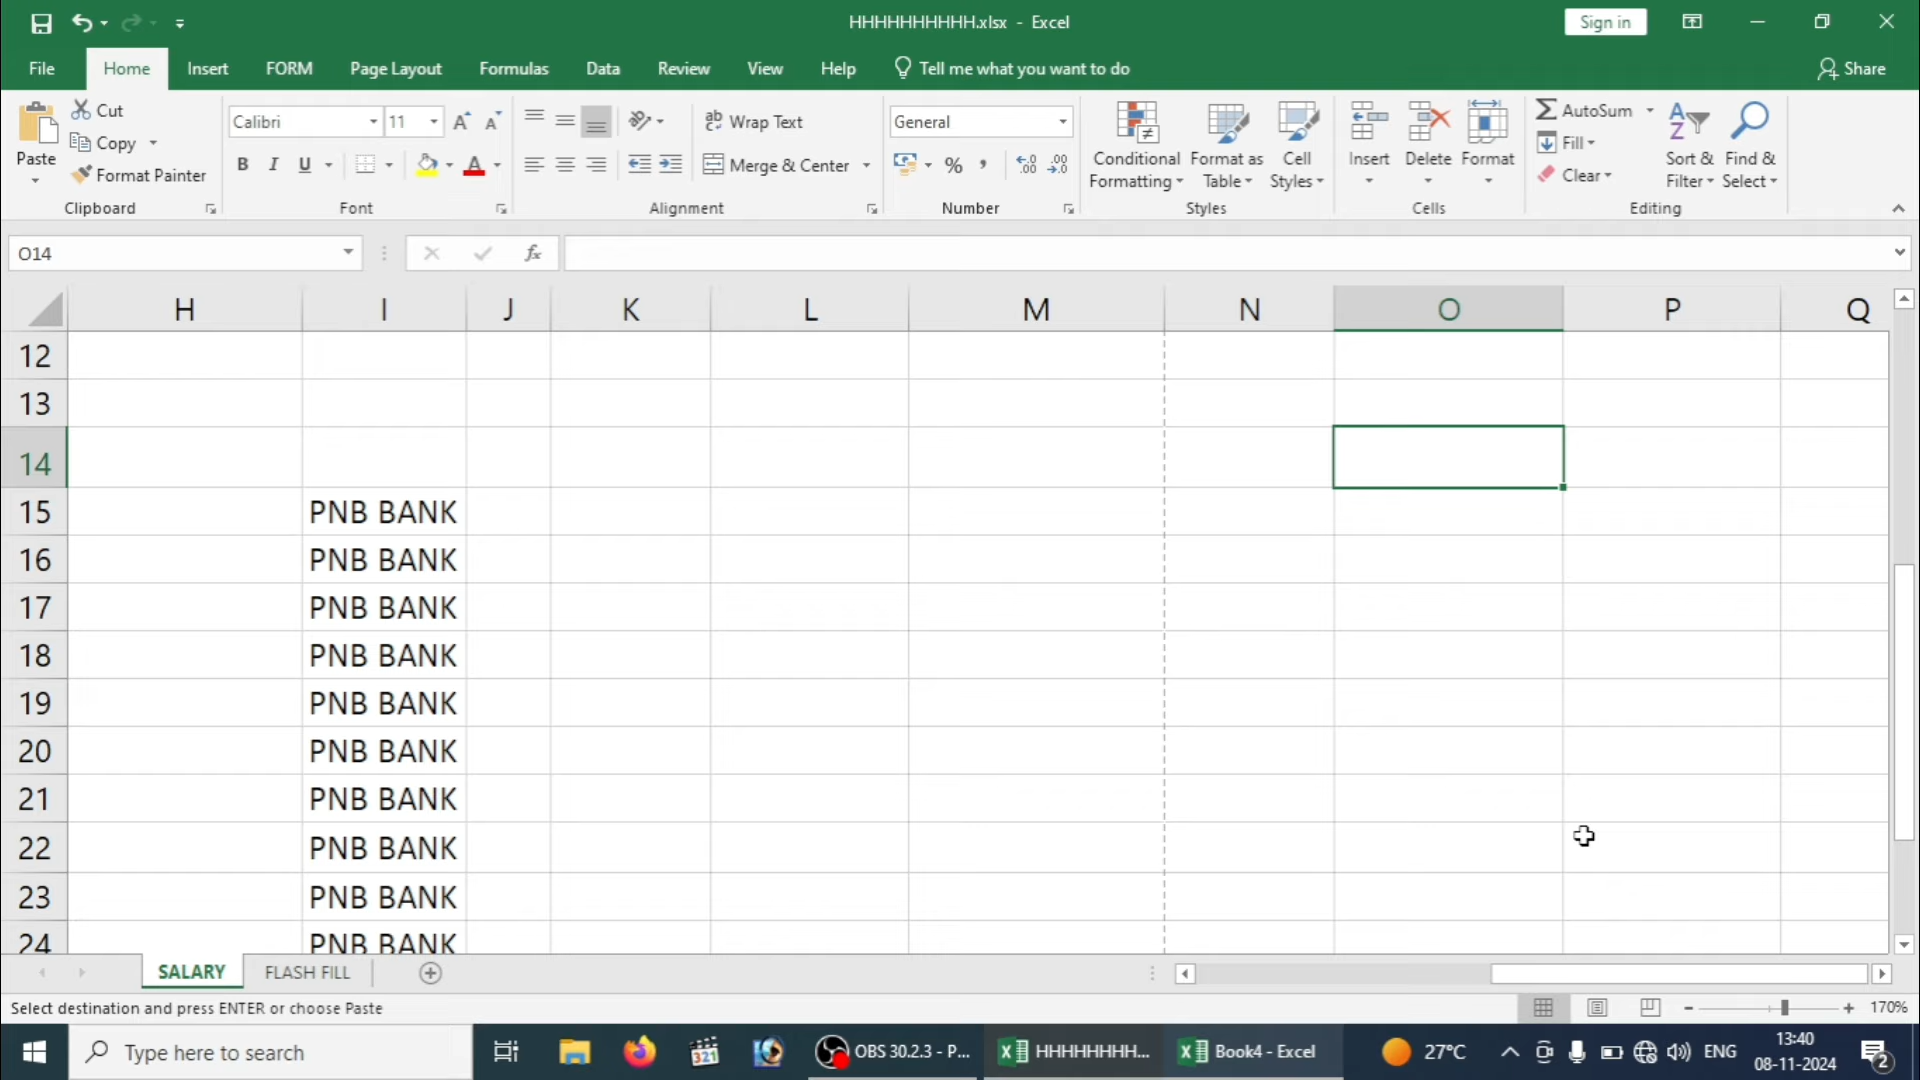 HHHHHHHHHH.xlsx - Excel
Sign in
File Home Insert FORM Page Layout Formulas Data Review View Help Tell me what you want to do Share
Paste
Cut
Copy
Format Painter
Clipboard
Calibri 11
B I U
Font
Wrap Text
Merge & Center
Alignment
General
%
Number
Conditional Formatting
Format as Table
Cell Styles
Styles
Insert
Delete
Format
Cells
AutoSum
Fill
Clear
Sort & Filter
Find & Select
Editing
O14
fx
H I J K L M N O P Q
12
13
14
15 PNB BANK
16 PNB BANK
17 PNB BANK
18 PNB BANK
19 PNB BANK
20 PNB BANK
21 PNB BANK
22 PNB BANK
23 PNB BANK
24 PNB BANK
SALARY FLASH FILL
Select destination and press ENTER or choose Paste
170%
Type here to search
321
OBS 30.2.3 - P...
HHHHHHHH...
Book4 - Excel
27°C
ENG
13:40
08-11-2024
2